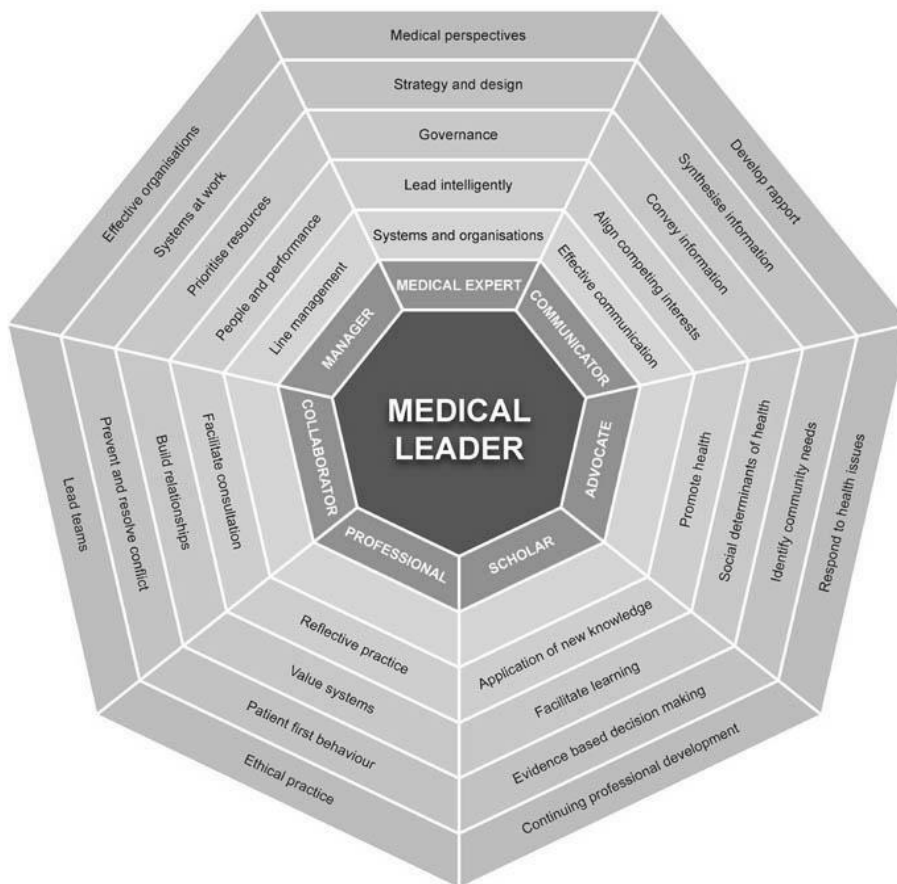 Medical perspectives
Strategy and design
Governance
Lead intelligently
Systems and organisations
MEDICAL EXPERT
Develop rapport
Synthesise information
Convey information
Align competing interests
Effective communication
COMMUNICATOR
Respond to health issues
Identify community needs
Social determinants of health
Promote health
ADVOCATE
Continuing professional development
Evidence based decision making
Facilitate learning
Application of new knowledge
SCHOLAR
Ethical practice
Patient first behaviour
Value systems
Reflective practice
PROFESSIONAL
Lead teams
Prevent and resolve conflict
Build relationships
Facilitate consultation
COLLABORATOR
Effective organisations
Systems at work
Prioritise resources
People and performance
Line management
MANAGER
MEDICAL
LEADER